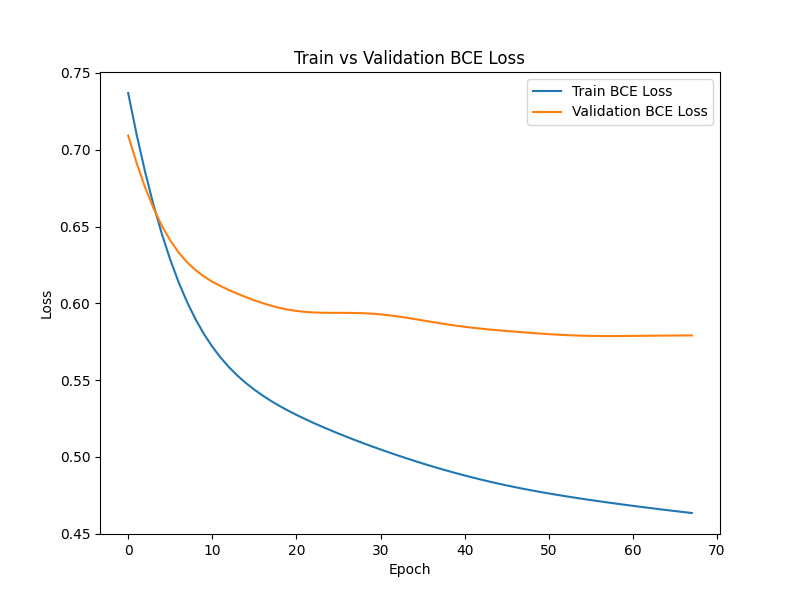 Train vs Validation BCE Loss
Train BCE Loss
Validation BCE Loss
0.75
0.70
0.65
0.60
0.55
0.50
0.45
Loss
0 10 20 30 40 50 60 70
Epoch